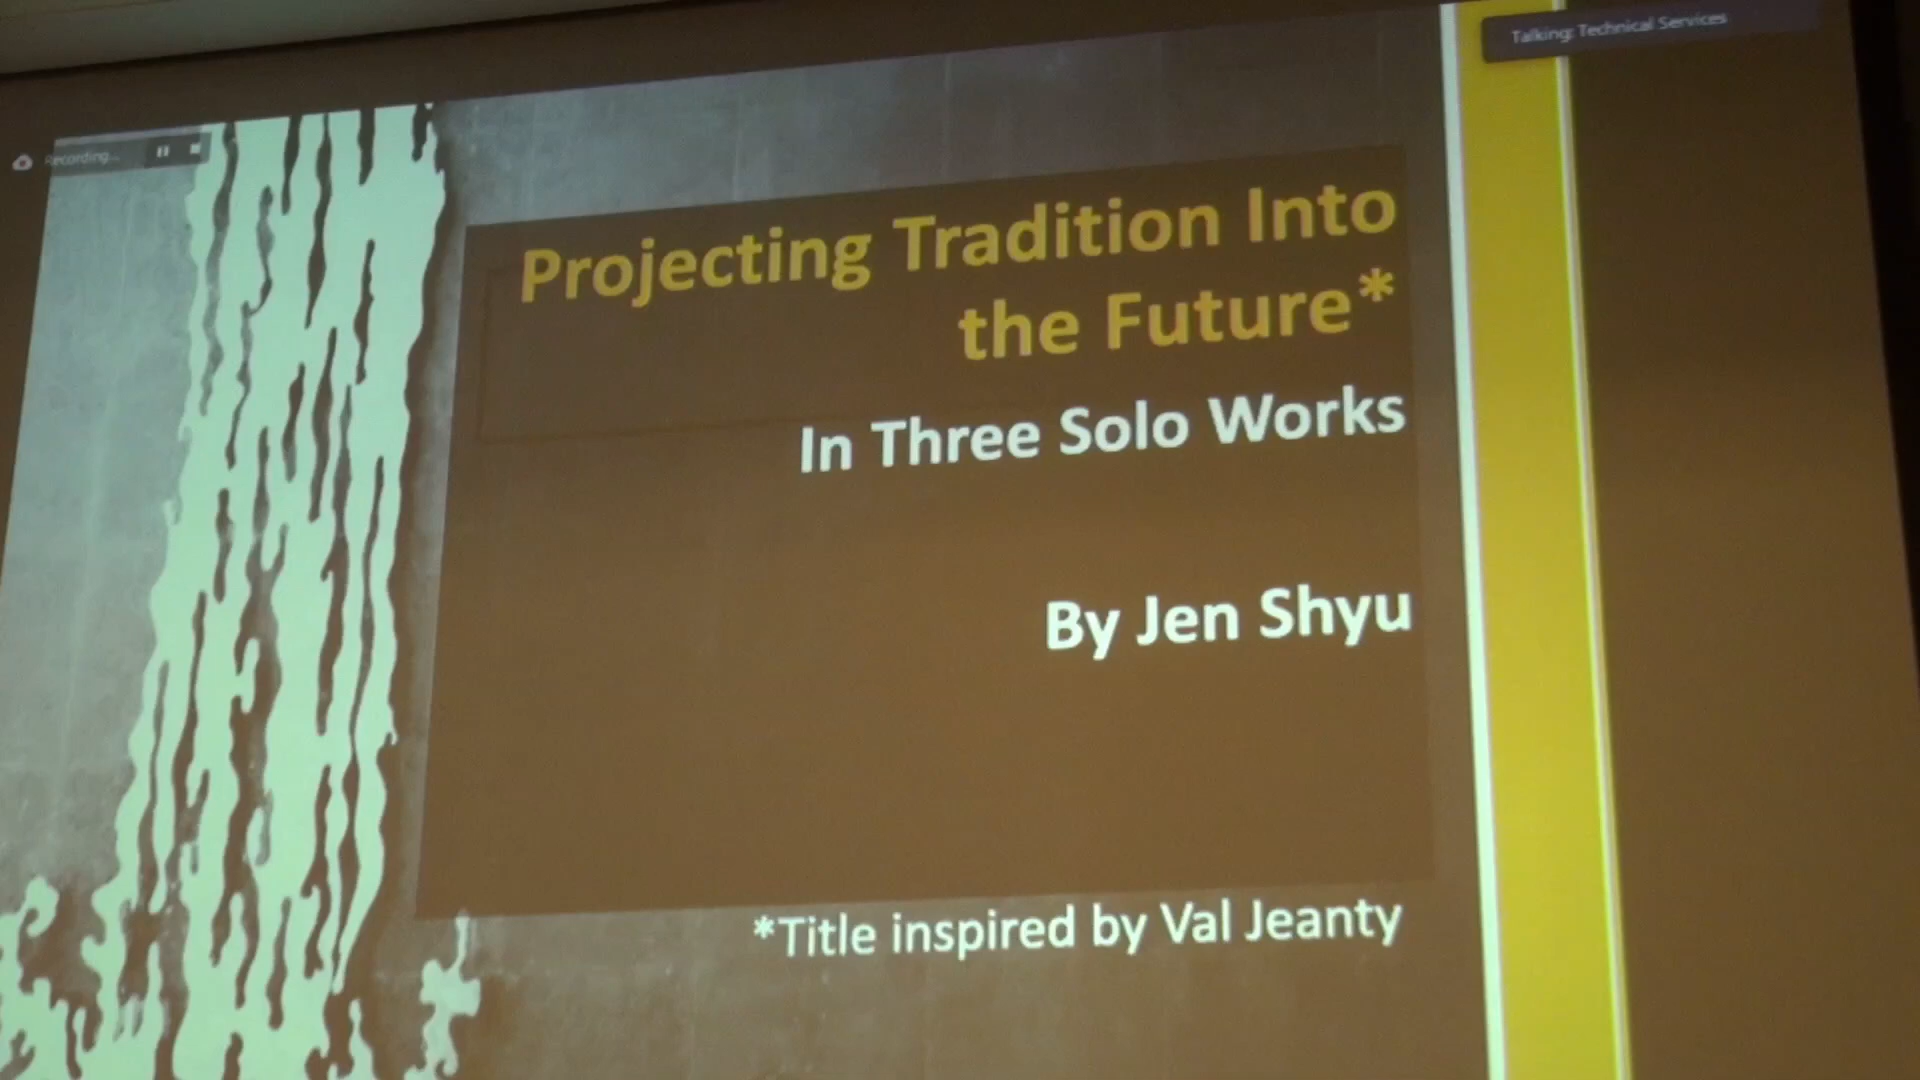 Talking: Technical Services
Recording...
Projecting Tradition Into
the Future*
In Three Solo Works
By Jen Shyu
*Title inspired by Val Jeanty